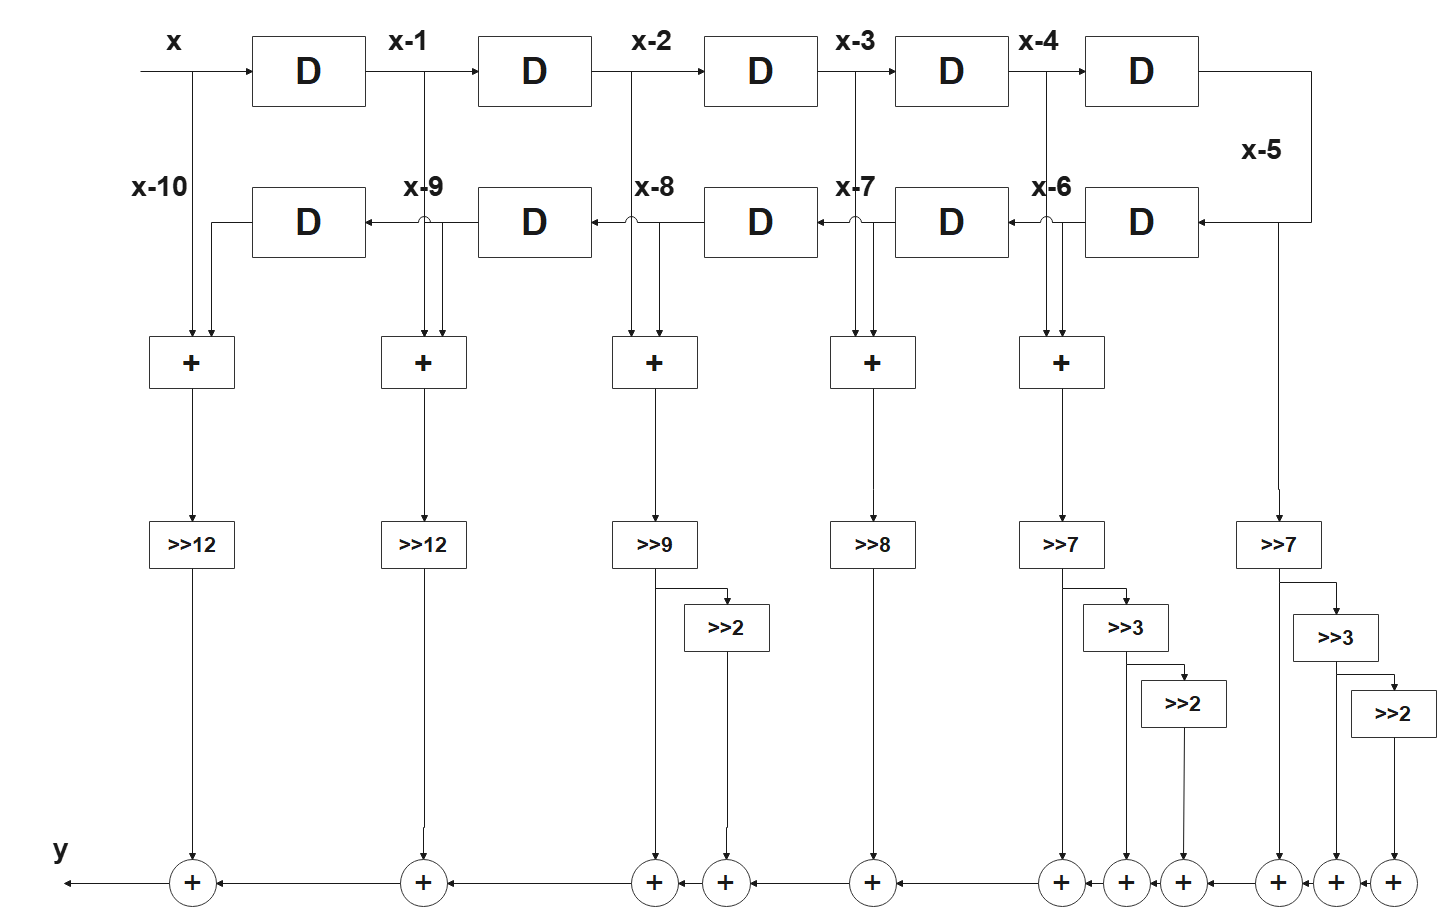 x x-1 x-2 x-3 x-4
D D D D D
x-5
x-10 x-9 x-8 x-7 x-6
D D D D D
+ + + + +
>>12 >>12 >>9 >>8 >>7 >>7
>>2 >>3 >>3
>>2 >>2
y
+ + + + + + + + + + +